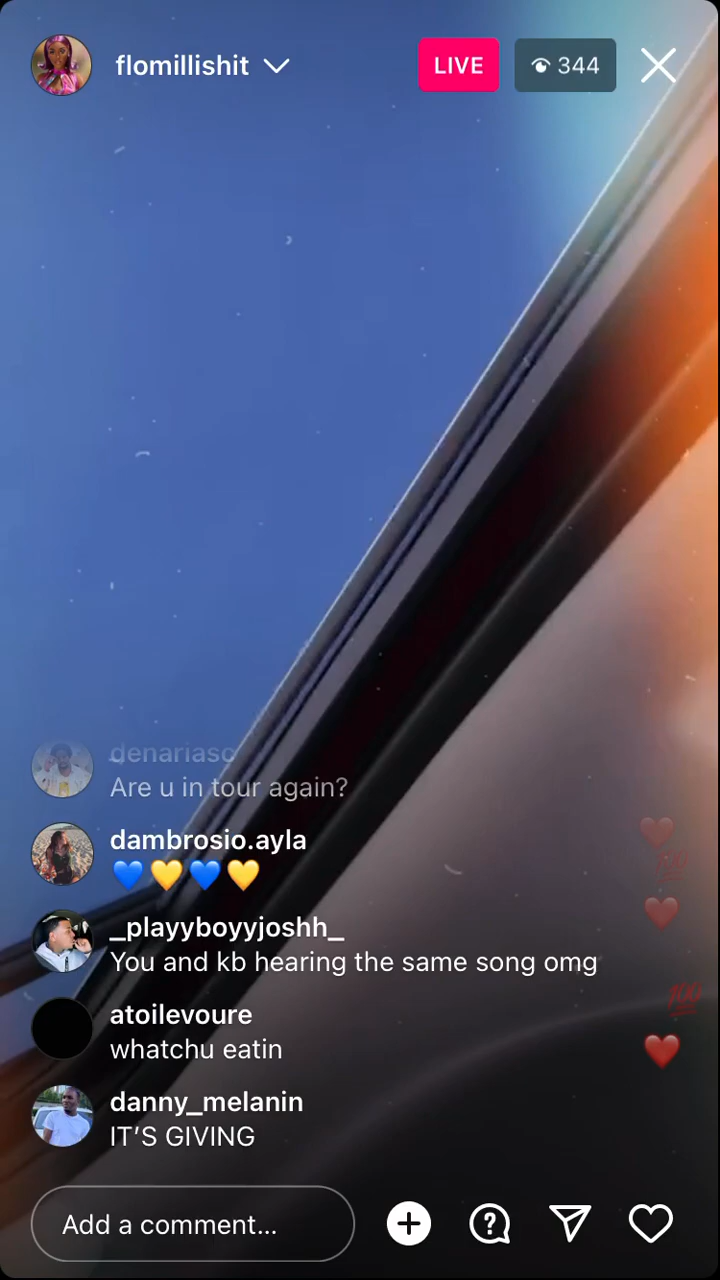 flomillishit
LIVE
344
denariasc
Are u in tour again?
dambrosio.ayla
💙💛💙💛
_playyboyyjoshh_
You and kb hearing the same song omg
atoilevoure
whatchu eatin
danny_melanin
IT’S GIVING
Add a comment...